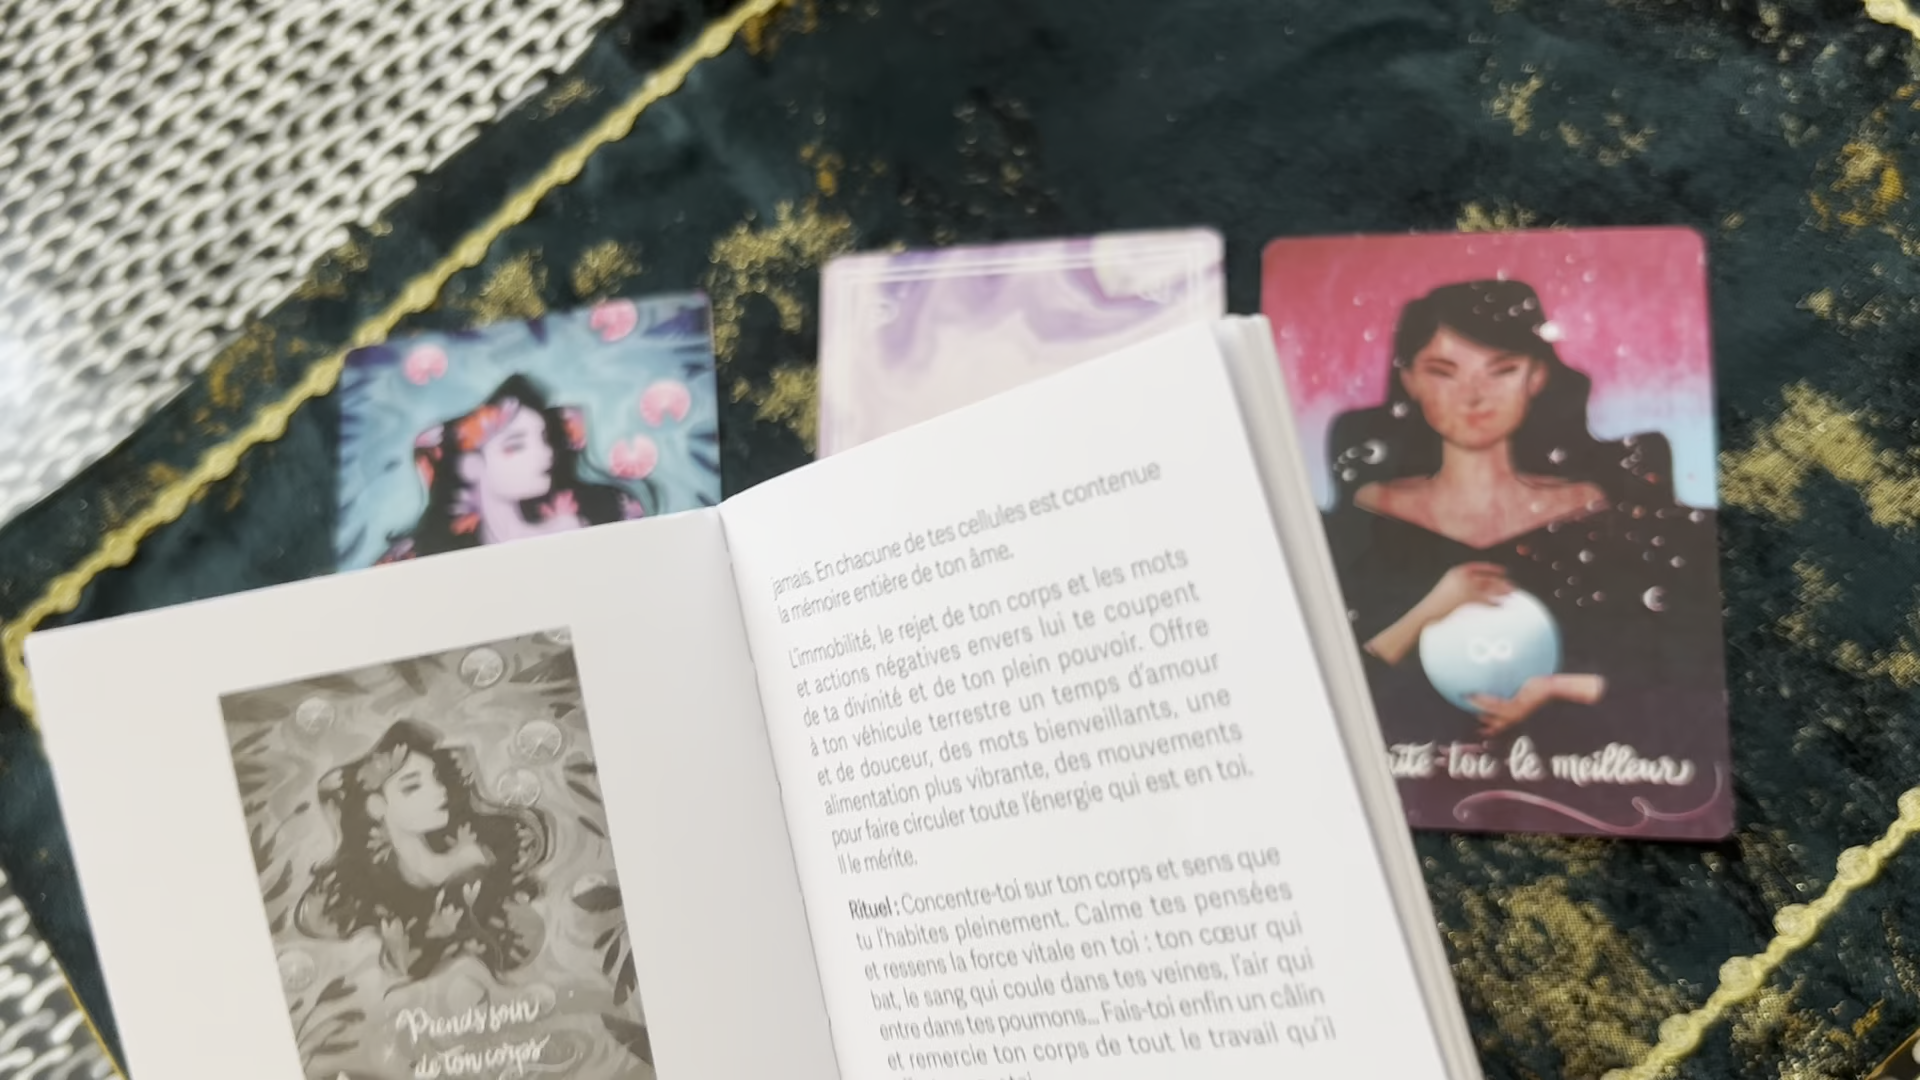 Prends soin
de ton corps
jamais. En chacune de tes cellules est contenue
la mémoire entière de ton âme.
L'immobilité, le rejet de ton corps et les mots
et actions négatives envers lui te coupent
de ta divinité et de ton plein pouvoir. Offre
à ton véhicule terrestre un temps d'amour
et de douceur, des mots bienveillants, une
alimentation plus vibrante, des mouvements
pour faire circuler toute l'énergie qui est en toi.
Il le mérite.
Rituel : Concentre-toi sur ton corps et sens que
tu l'habites pleinement. Calme tes pensées
et ressens la force vitale en toi : ton cœur qui
bat, le sang qui coule dans tes veines, l'air qui
entre dans tes poumons... Fais-toi enfin un câlin
et remercie ton corps de tout le travail qu'il
-toi le meilleur